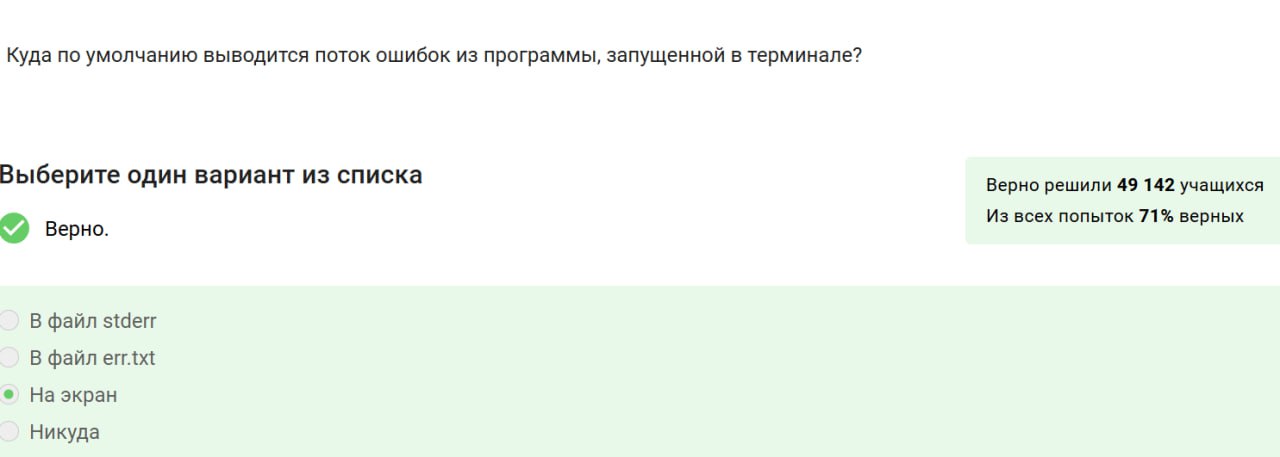 Куда по умолчанию выводится поток ошибок из программы, запущенной в терминале?
Выберите один вариант из списка
Верно.
Верно решили 49 142 учащихся
Из всех попыток 71% верных
В файл stderr
В файл err.txt
На экран
Никуда